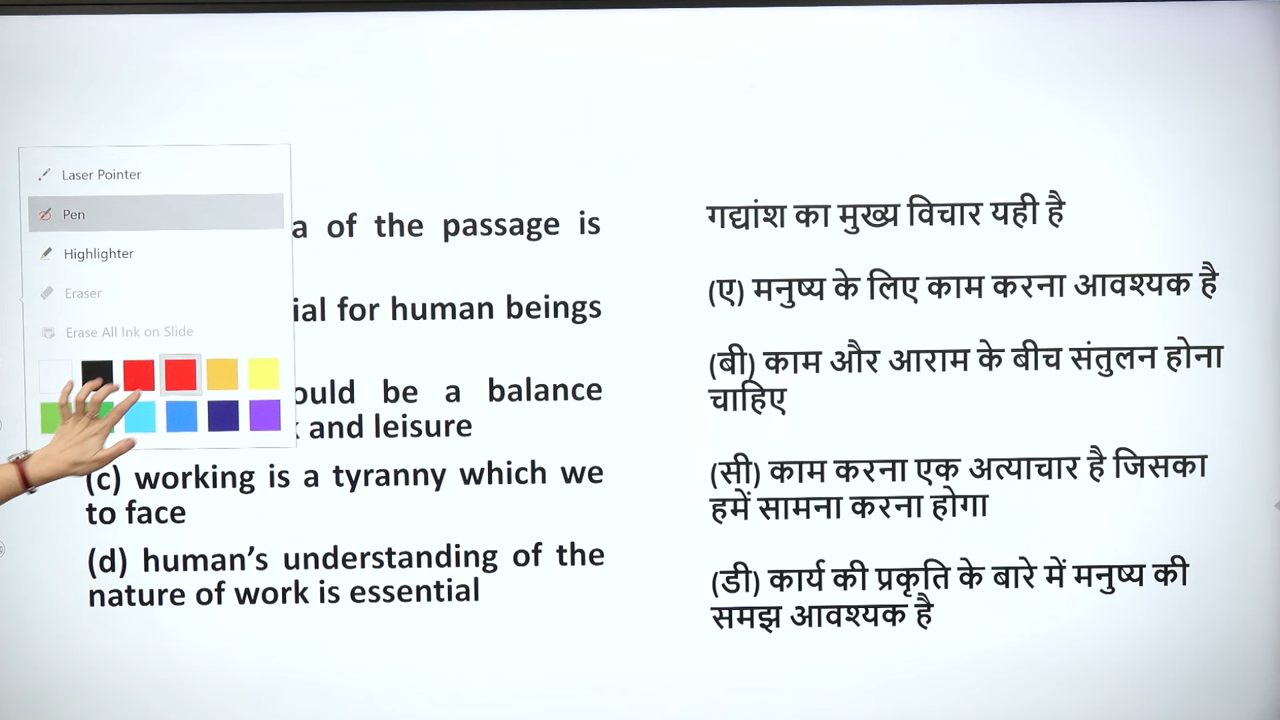 Laser Pointer
Pen
Highlighter
Eraser
Erase All Ink on Slide
of the passage is
for human beings
be a balance
and leisure
(c) working is a tyranny which we
to face
(d) human's understanding of the
nature of work is essential
गद्यांश का मुख्य विचार यही है
(ए) मनुष्य के लिए काम करना आवश्यक है
(बी) काम और आराम के बीच संतुलन होना
चाहिए
(सी) काम करना एक अत्याचार है जिसका
हमें सामना करना होगा
(डी) कार्य की प्रकृति के बारे में मनुष्य की
समझ आवश्यक है